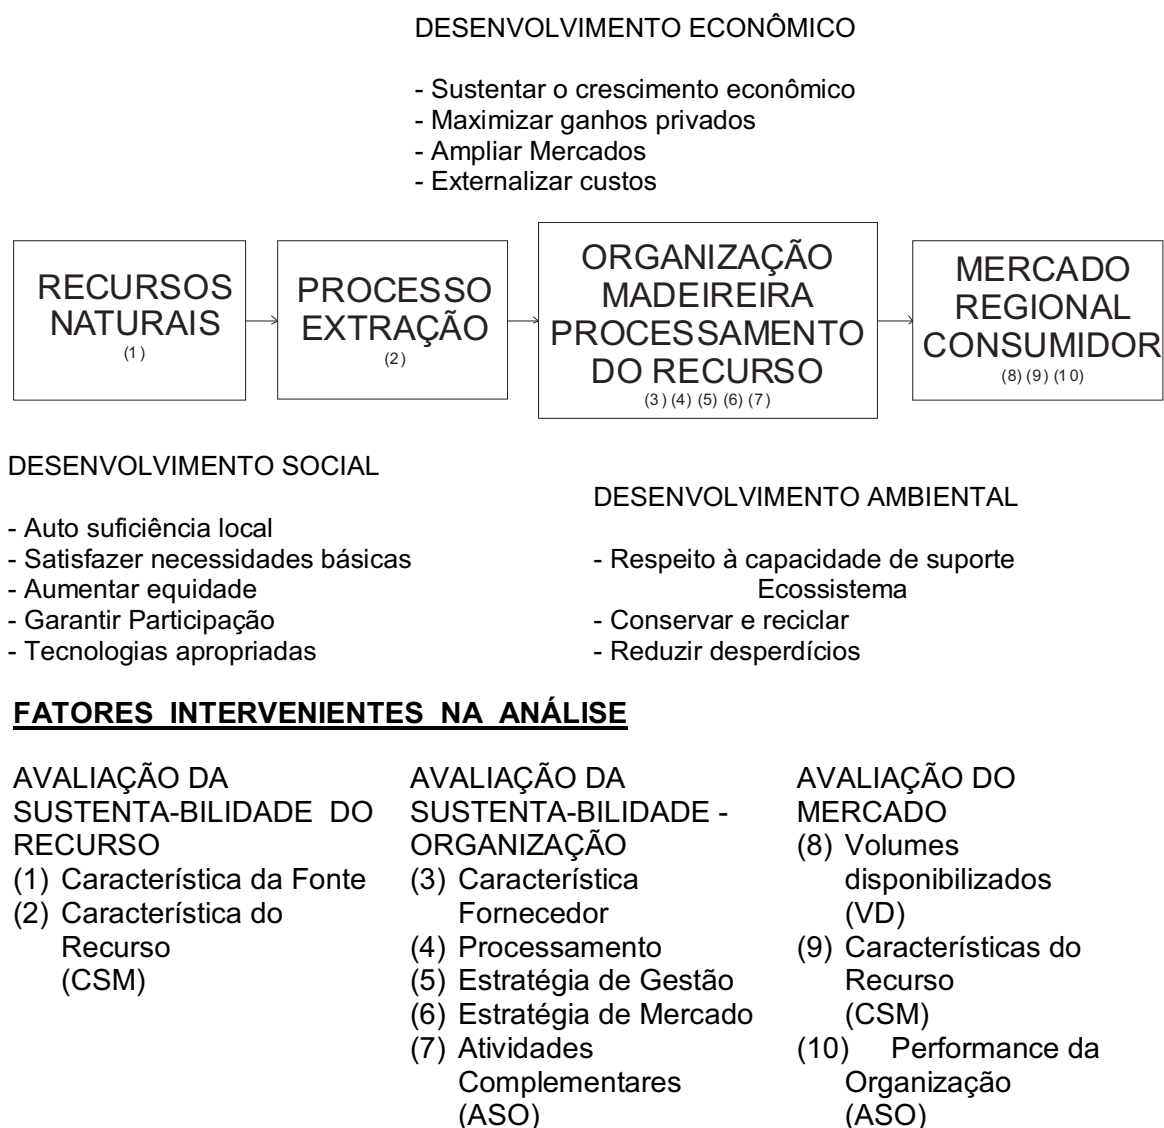 DESENVOLVIMENTO ECONÔMICO
- Sustentar o crescimento econômico
- Maximizar ganhos privados
- Ampliar Mercados
- Externalizar custos
RECURSOS
NATURAIS
(1)
PROCESSO
EXTRAÇÃO
(2)
ORGANIZAÇÃO
MADEIREIRA
PROCESSAMENTO
DO RECURSO
(3) (4) (5) (6) (7)
MERCADO
REGIONAL
CONSUMIDOR
(8) (9) (10)
DESENVOLVIMENTO SOCIAL
- Auto suficiência local
- Satisfazer necessidades básicas
- Aumentar equidade
- Garantir Participação
- Tecnologias apropriadas
DESENVOLVIMENTO AMBIENTAL
- Respeito à capacidade de suporte
Ecossistema
- Conservar e reciclar
- Reduzir desperdícios
FATORES INTERVENIENTES NA ANÁLISE
AVALIAÇÃO DA
SUSTENTA-BILIDADE DO
RECURSO
(1) Característica da Fonte
(2) Característica do
Recurso
(CSM)
AVALIAÇÃO DA
SUSTENTA-BILIDADE -
ORGANIZAÇÃO
(3) Característica
Fornecedor
(4) Processamento
(5) Estratégia de Gestão
(6) Estratégia de Mercado
(7) Atividades
Complementares
(ASO)
AVALIAÇÃO DO
MERCADO
(8) Volumes
disponibilizados
(VD)
(9) Características do
Recurso
(CSM)
(10) Performance da
Organização
(ASO)